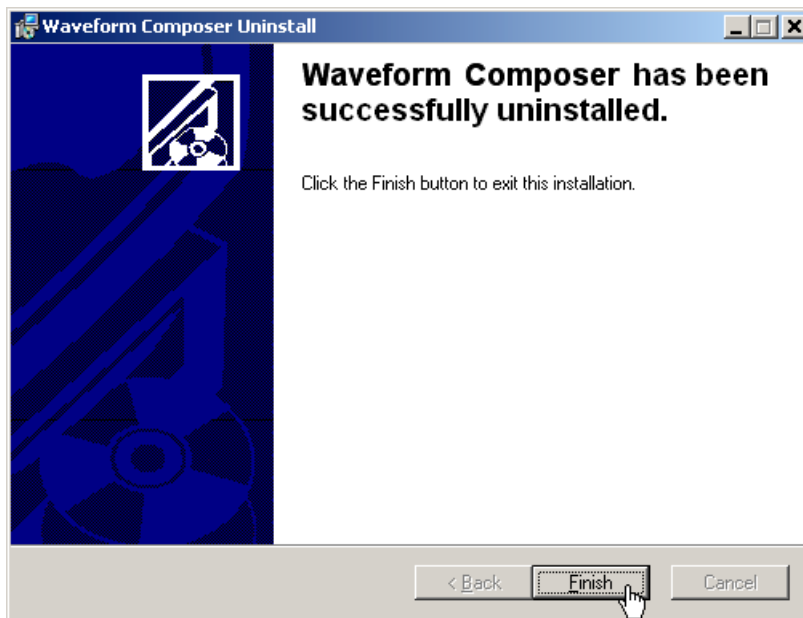 Waveform Composer Uninstall
Waveform Composer has been
successfully uninstalled.
Click the Finish button to exit this installation.
< Back
Finish
Cancel